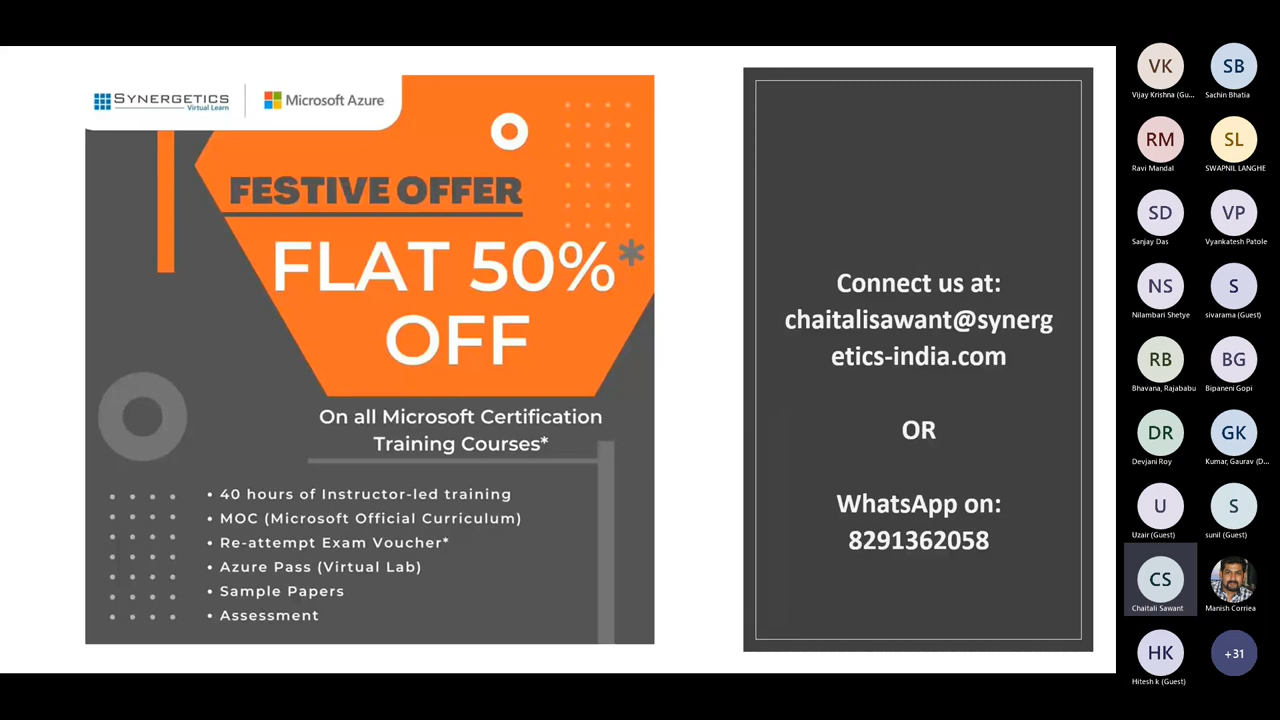 SYNERGETICS
Virtual Learn
Microsoft Azure
FESTIVE OFFER
FLAT 50%*
OFF
On all Microsoft Certification
Training Courses*
• 40 hours of Instructor-led training
• MOC (Microsoft Official Curriculum)
• Re-attempt Exam Voucher*
• Azure Pass (Virtual Lab)
• Sample Papers
• Assessment
Connect us at:
chaitalisawant@synerg
etics-india.com
OR
WhatsApp on:
8291362058
VK
Vijay Krishna (Gu...
SB
Sachin Bhatia
RM
Ravi Mandal
SL
SWAPNIL LANGHE
SD
Sanjay Das
VP
Vyankatesh Patole
NS
Nilambari Shetye
S
sivarama (Guest)
RB
Bhavana, Rajababu
BG
Bipaneni Gopi
DR
Devjani Roy
GK
Kumar, Gaurav (D...
U
Uzair (Guest)
S
sunil (Guest)
CS
Chaitali Sawant
Manish Corriea
HK
Hitesh k (Guest)
+31